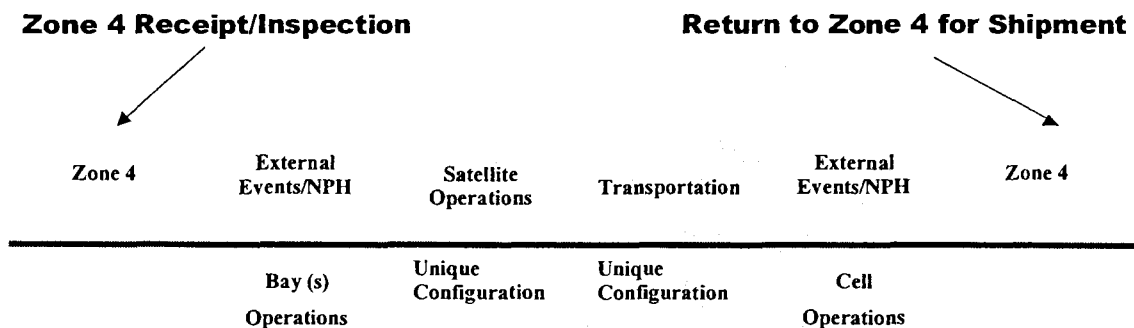 Zone 4 Receipt/Inspection
Return to Zone 4 for Shipment
Zone 4
External
Events/NPH
Satellite
Operations
Transportation
External
Events/NPH
Zone 4
Bay (s)
Operations
Unique
Configuration
Unique
Configuration
Cell
Operations